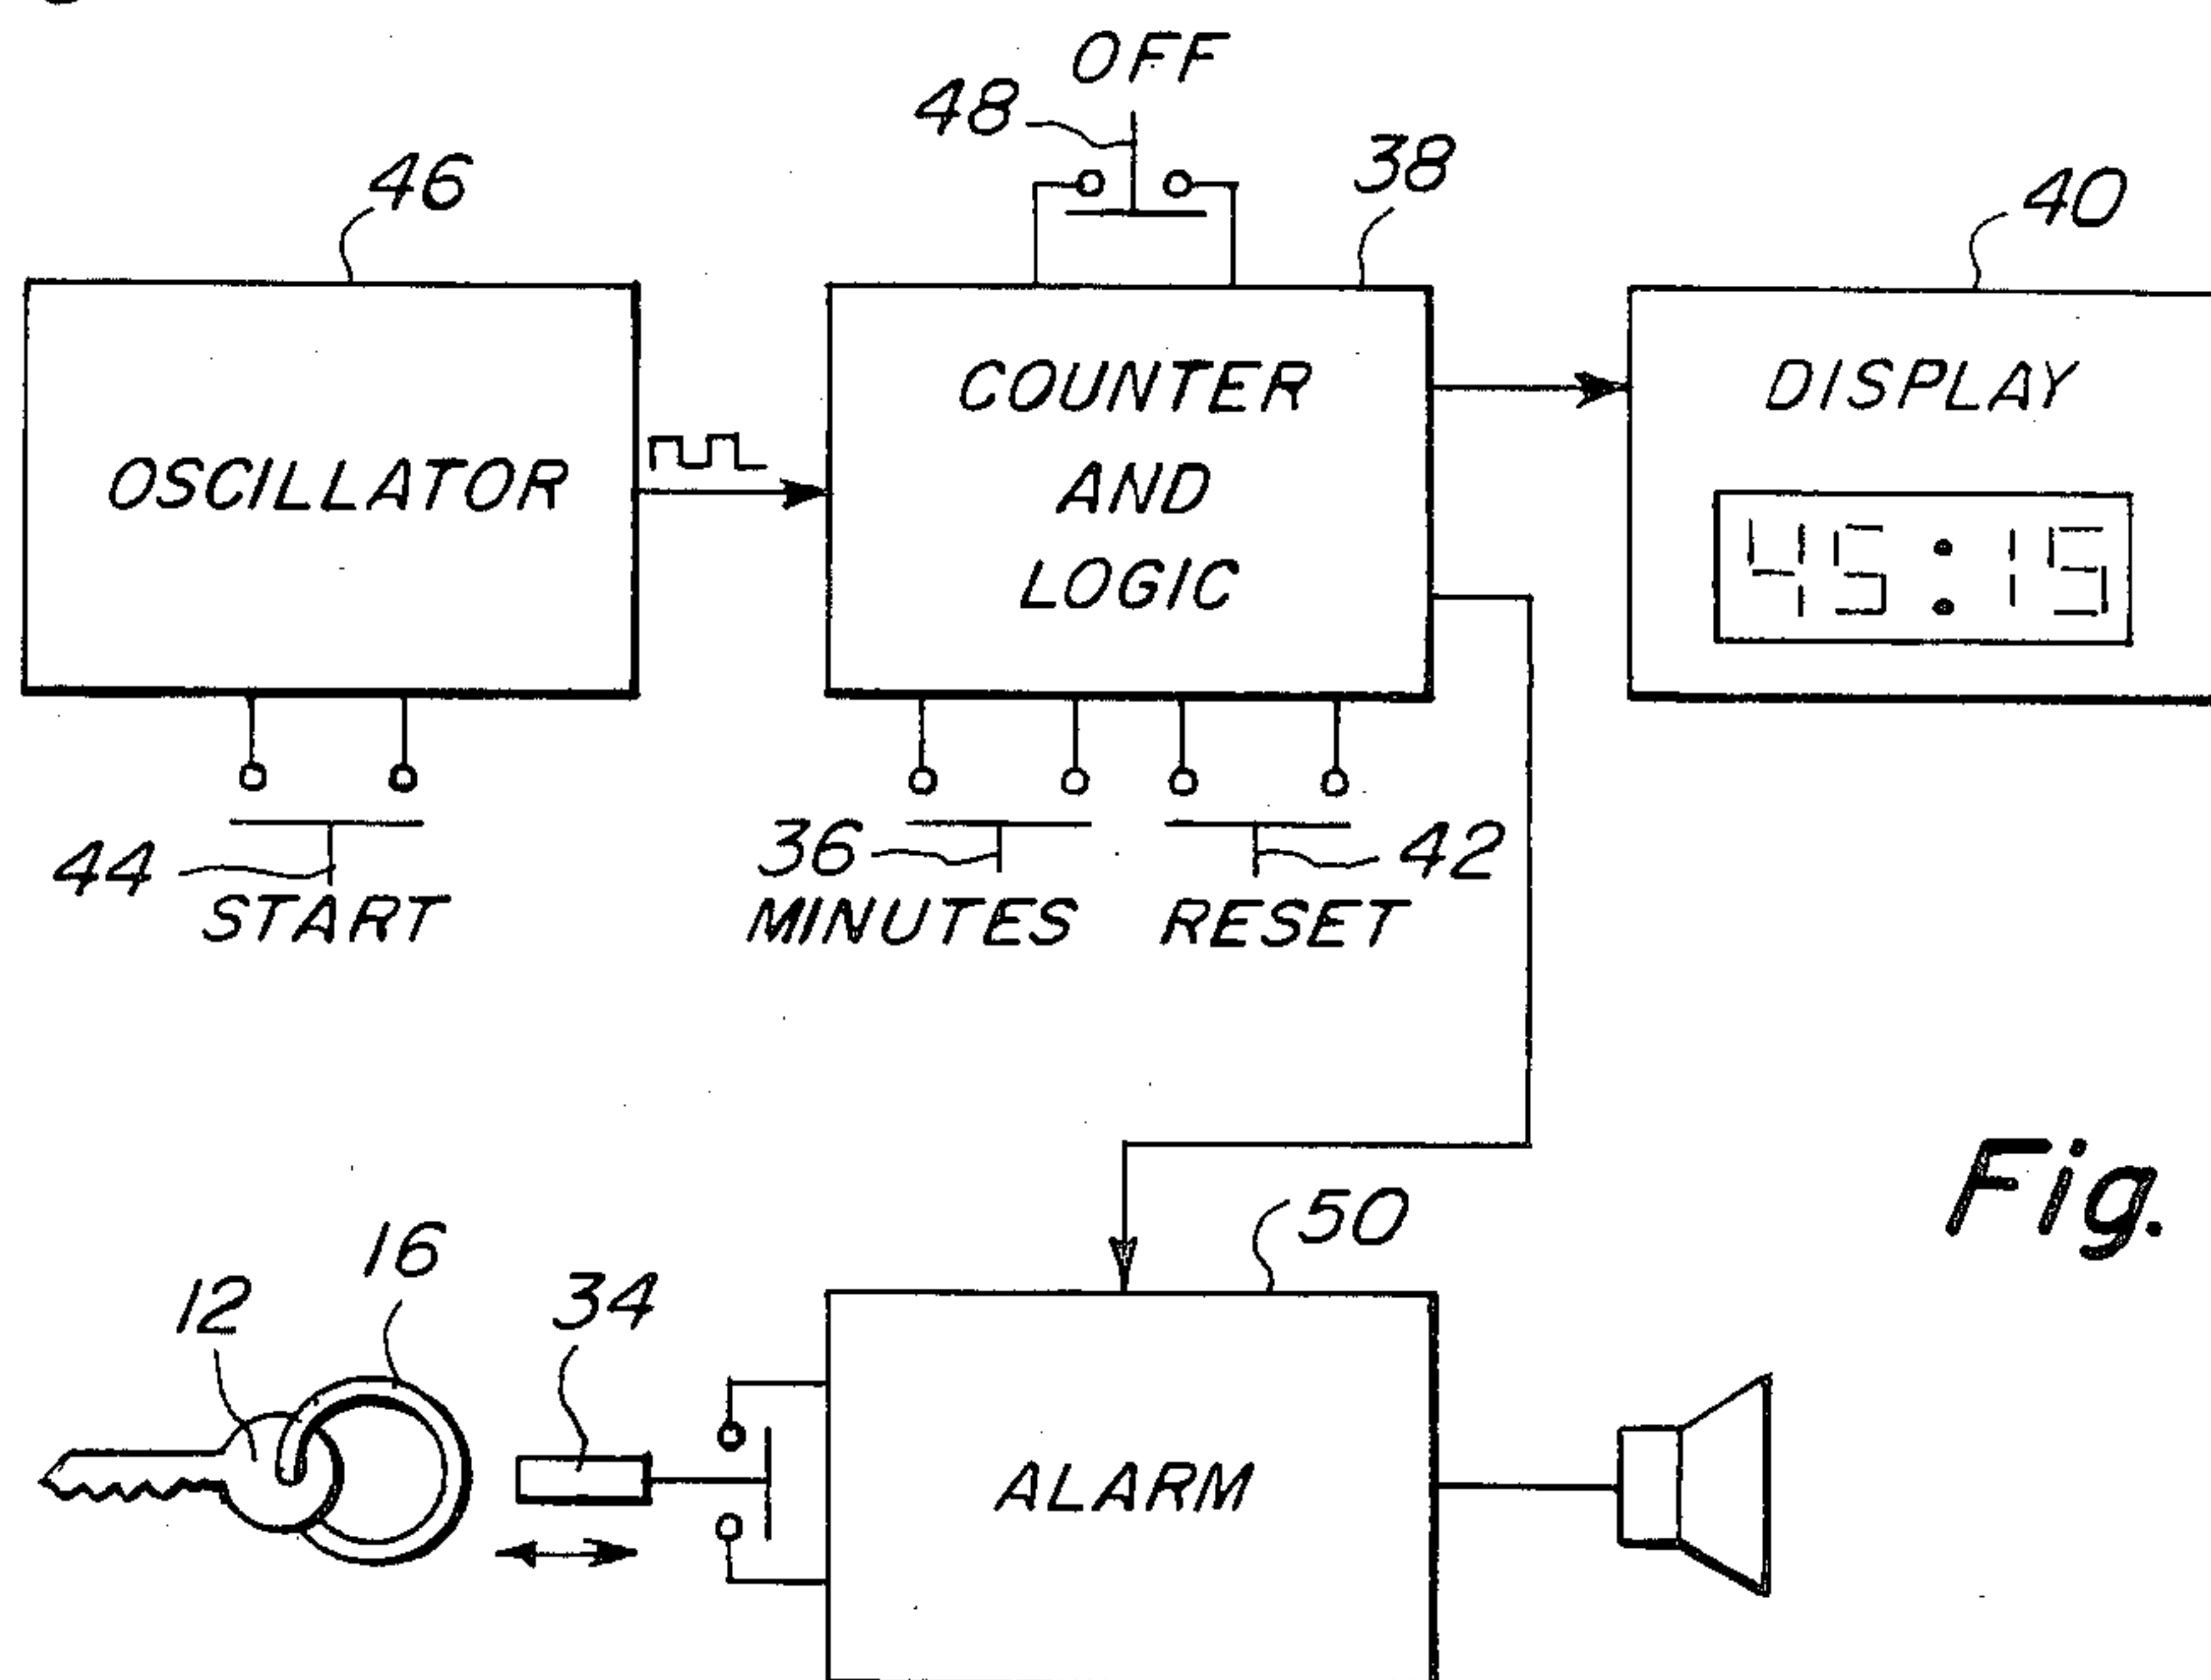 OFF
48
38
46
40
COUNTER
AND
LOGIC
DISPLAY
OSCILLATOR
45:15
44
START
36
MINUTES
42
RESET
Fig.
50
16
12
34
ALARM